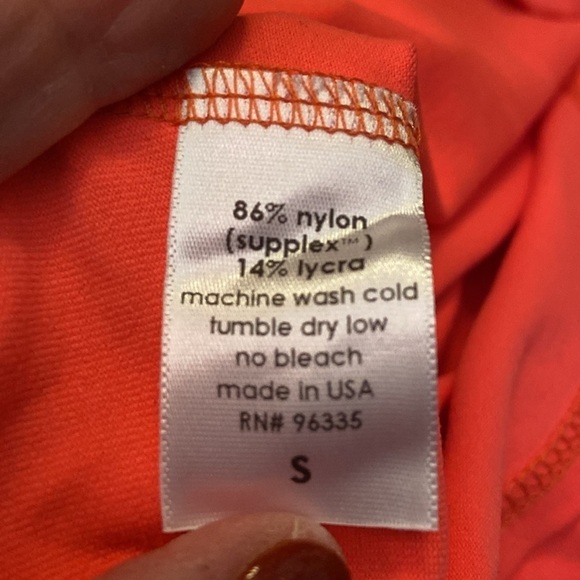 86% nylon
(supplex™)
14% lycra
machine wash cold
tumble dry low
no bleach
made in USA
RN# 96335
S